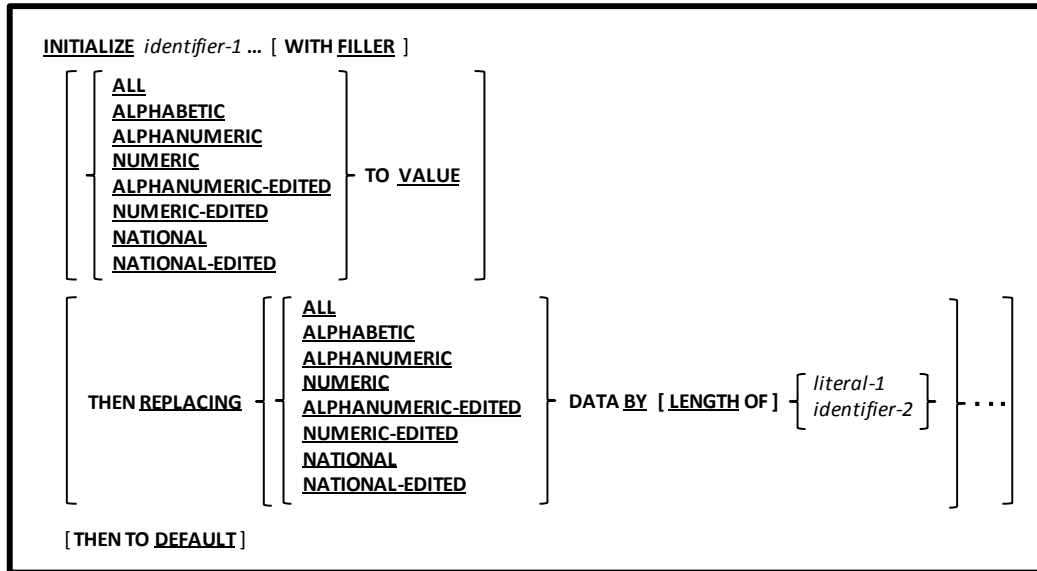 INITIALIZE identifier-1 ... [ WITH FILLER ]
ALL
ALPHABETIC
ALPHANUMERIC
NUMERIC
ALPHANUMERIC-EDITED
NUMERIC-EDITED
NATIONAL
NATIONAL-EDITED
TO VALUE
THEN REPLACING
ALL
ALPHABETIC
ALPHANUMERIC
NUMERIC
ALPHANUMERIC-EDITED
NUMERIC-EDITED
NATIONAL
NATIONAL-EDITED
DATA BY [ LENGTH OF ]
literal-1
identifier-2
. . .
[ THEN TO DEFAULT ]